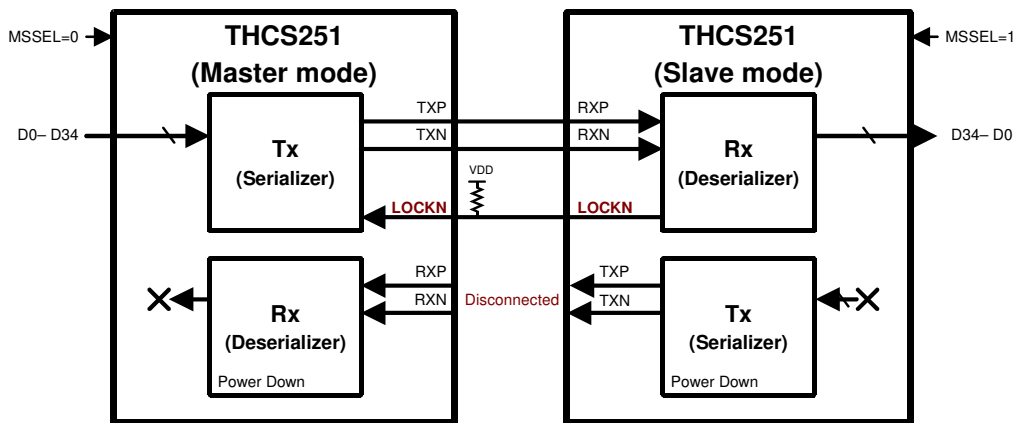 MSSEL=0
THCS251
(Master mode)
THCS251
(Slave mode)
MSSEL=1
D0– D34
Tx
(Serializer)
TXP
TXN
RXP
RXN
VDD
LOCKN
LOCKN
Rx
(Deserializer)
D34– D0
Rx
(Deserializer)
Power Down
RXP
RXN
Disconnected
TXP
TXN
Tx
(Serializer)
Power Down